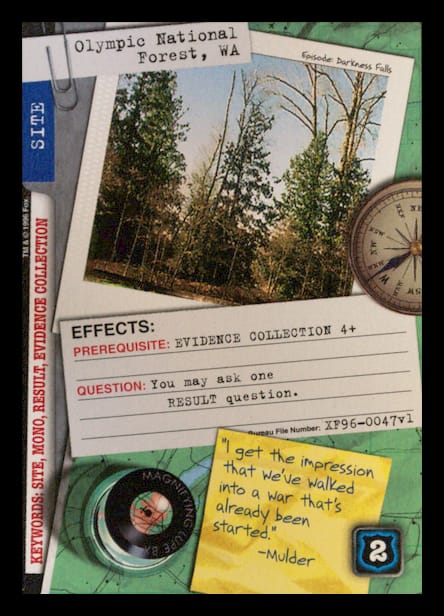 Olympic National
Forest, WA
Episode: Darkness Falls
SITE
TM & © 1996 Fox.
KEYWORDS: SITE, MONO, RESULT, EVIDENCE COLLECTION
EFFECTS:
PREREQUISITE: EVIDENCE COLLECTION 4+
QUESTION: You may ask one
RESULT question.
Bureau File Number: XF96-0047v1
MAGNIFYING LUPE 8X
"I get the impression
that we've walked
into a war that's
already been
started."
-Mulder
2